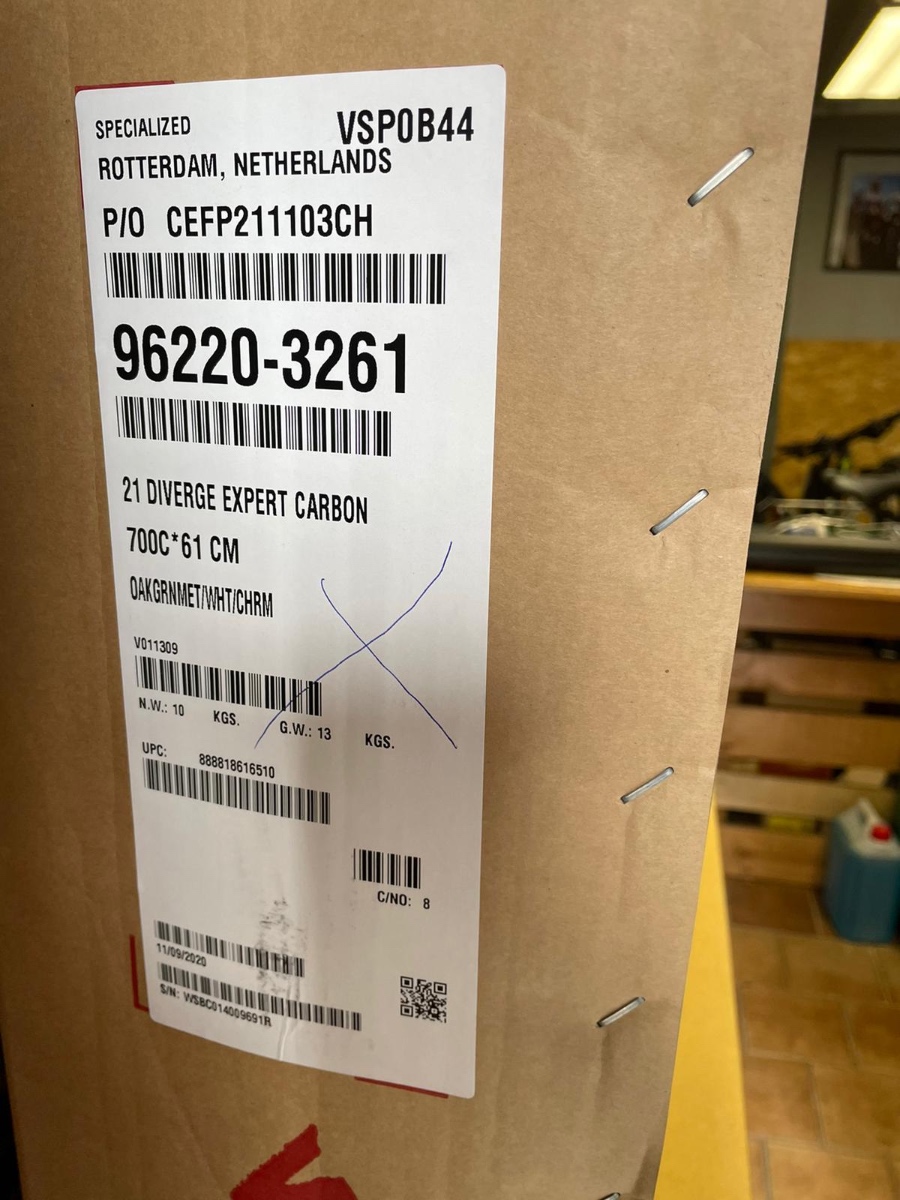 SPECIALIZED VSP0B44
ROTTERDAM, NETHERLANDS
P/O CEFP211103CH
96220-3261
21 DIVERGE EXPERT CARBON
700C*61 CM
OAKGRNMET/WHT/CHRM
V011309
N.W.: 10 KGS. G.W.: 13 KGS.
UPC: 888818616510
C/NO: 8
11/09/2020
S/N: WSBC014009691R